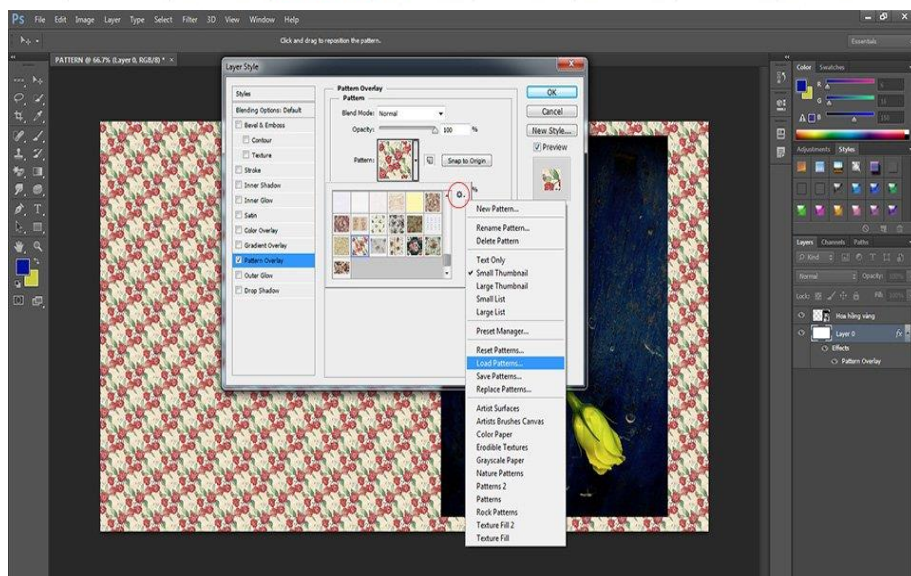 Ps File Edit Image Layer Type Select Filter 3D View Window Help
Click and drag to reposition the pattern.
Essentials
PATTERN @ 66.7% (Layer 0, RGB/8) * ×
Layer Style
Styles
Blending Options: Default
Bevel & Emboss
Contour
Texture
Stroke
Inner Shadow
Inner Glow
Satin
Color Overlay
Gradient Overlay
Pattern Overlay
Outer Glow
Drop Shadow
Pattern Overlay
Pattern
Blend Mode: Normal
Opacity: 100 %
Pattern: Snap to Origin
%
OK
Cancel
New Style...
Preview
New Pattern...
Rename Pattern...
Delete Pattern
Text Only
Small Thumbnail
Large Thumbnail
Small List
Large List
Preset Manager...
Reset Patterns...
Load Patterns...
Save Patterns...
Replace Patterns...
Artist Surfaces
Artists Brushes Canvas
Color Paper
Erodible Textures
Grayscale Paper
Nature Patterns
Patterns 2
Patterns
Rock Patterns
Texture Fill 2
Texture Fill
Color Swatches
R
G
B
Adjustments Styles
Layers Channels Paths
Kind
Normal Opacity:
Lock: Fill:
Hoa hồng vàng
Layer 0 fx
Effects
Pattern Overlay